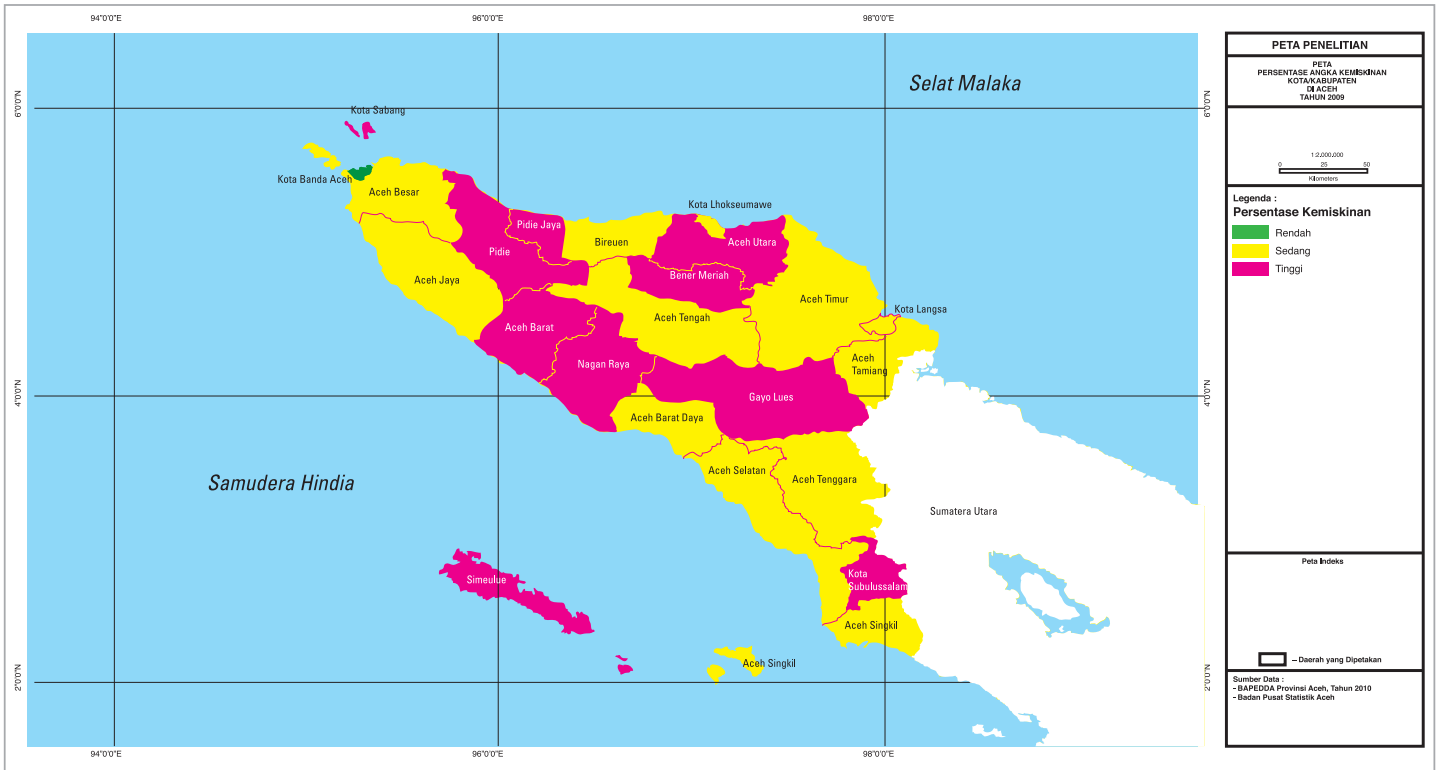 94°0'0"E
96°0'0"E
98°0'0"E
6°0'0"N
6°0'0"N
4°0'0"N
4°0'0"N
2°0'0"N
2°0'0"N
94°0'0"E
96°0'0"E
98°0'0"E
Selat Malaka
Kota Sabang
Kota Banda Aceh
Aceh Besar
Kota Lhokseumawe
Pidie Jaya
Bireuen
Aceh Utara
Pidie
Aceh Jaya
Bener Meriah
Aceh Timur
Kota Langsa
Aceh Tengah
Aceh Barat
Nagan Raya
Aceh
Tamiang
Gayo Lues
Aceh Barat Daya
Aceh Selatan
Aceh Tenggara
Samudera Hindia
Sumatera Utara
Simeulue
Kota
Subulussalam
Aceh Singkil
Aceh Singkil
PETA PENELITIAN
PETA
PERSENTASE ANGKA KEMISKINAN
KOTA/KABUPATEN
DI ACEH
TAHUN 2009
1:2.000.000
0 25 50
Kilometers
Legenda :
Persentase Kemiskinan
Rendah
Sedang
Tinggi
Peta Indeks
– Daerah yang Dipetakan
Sumber Data :
- BAPEDDA Provinsi Aceh, Tahun 2010
- Badan Pusat Statistik Aceh